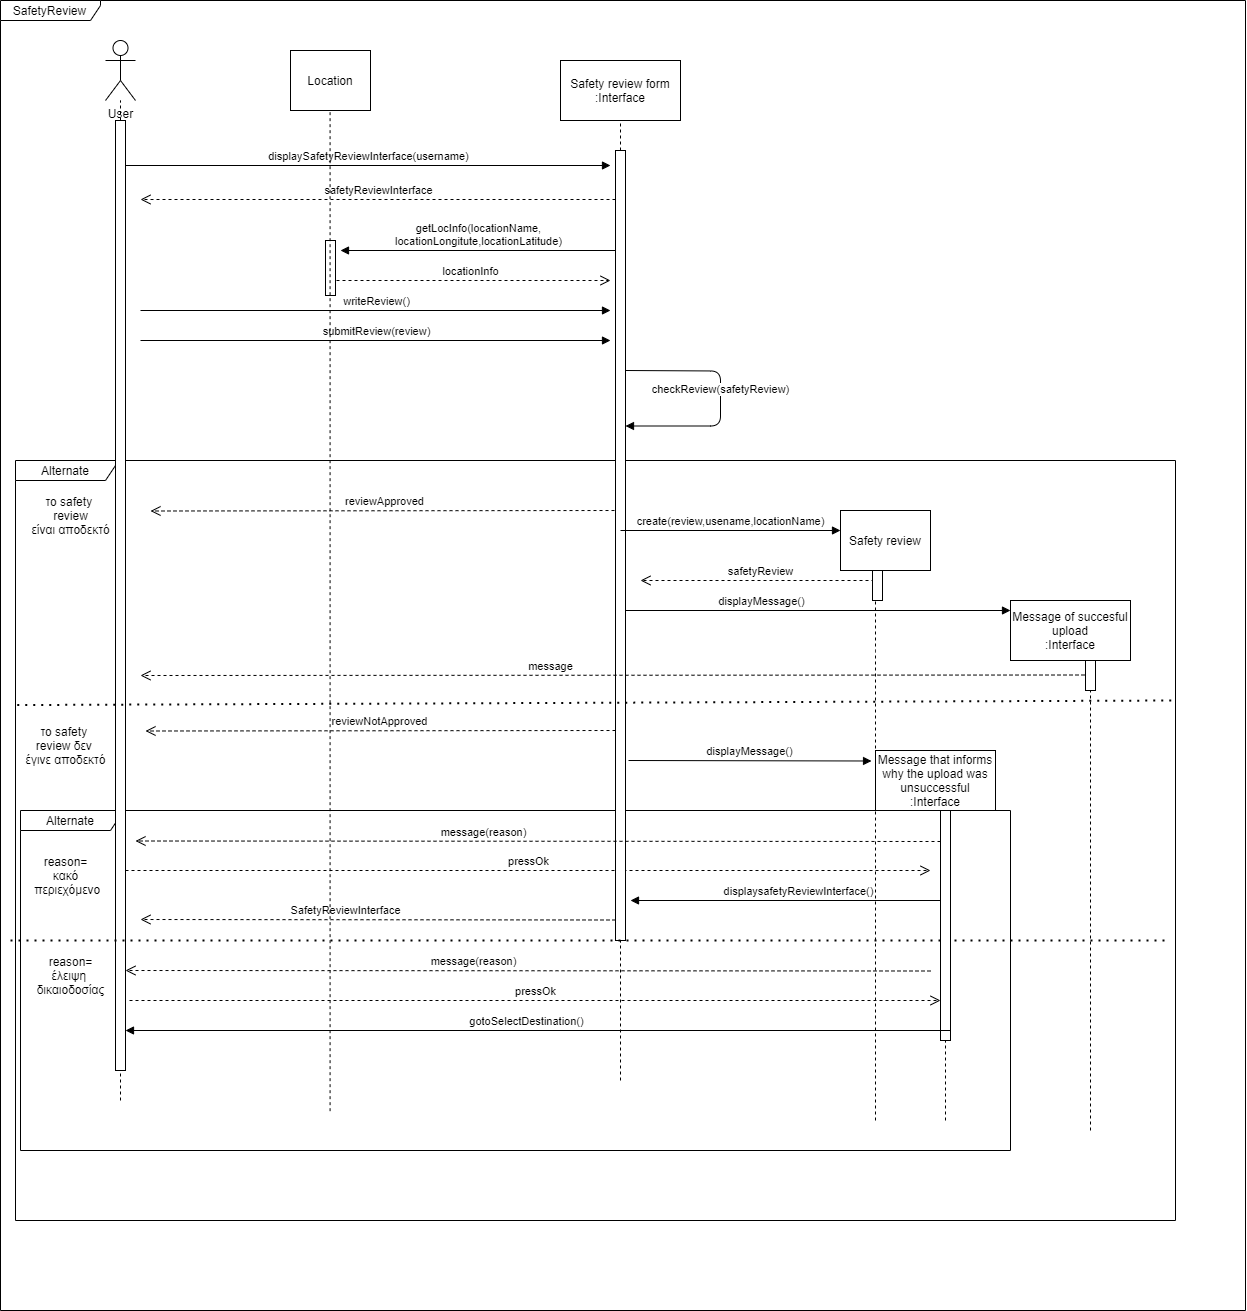 SafetyReview
User
Location
Safety review form
:Interface
displaySafetyReviewInterface(username)
safetyReviewInterface
getLocInfo(locationName,
locationLongitute,locationLatitude)
locationInfo
writeReview()
submitReview(review)
checkReview(safetyReview)
Alternate
το safety
review
είναι αποδεκτό
reviewApproved
create(review,usename,locationName)
Safety review
safetyReview
displayMessage()
Message of succesful
upload
:Interface
message
το safety
review δεν
έγινε αποδεκτό
reviewNotApproved
displayMessage()
Message that informs
why the upload was
unsuccessful
:Interface
Alternate
message(reason)
reason=
κακό
περιεχόμενο
pressOk
displaysafetyReviewInterface()
SafetyReviewInterface
reason=
έλειψη
δικαιοδοσίας
message(reason)
pressOk
gotoSelectDestination()